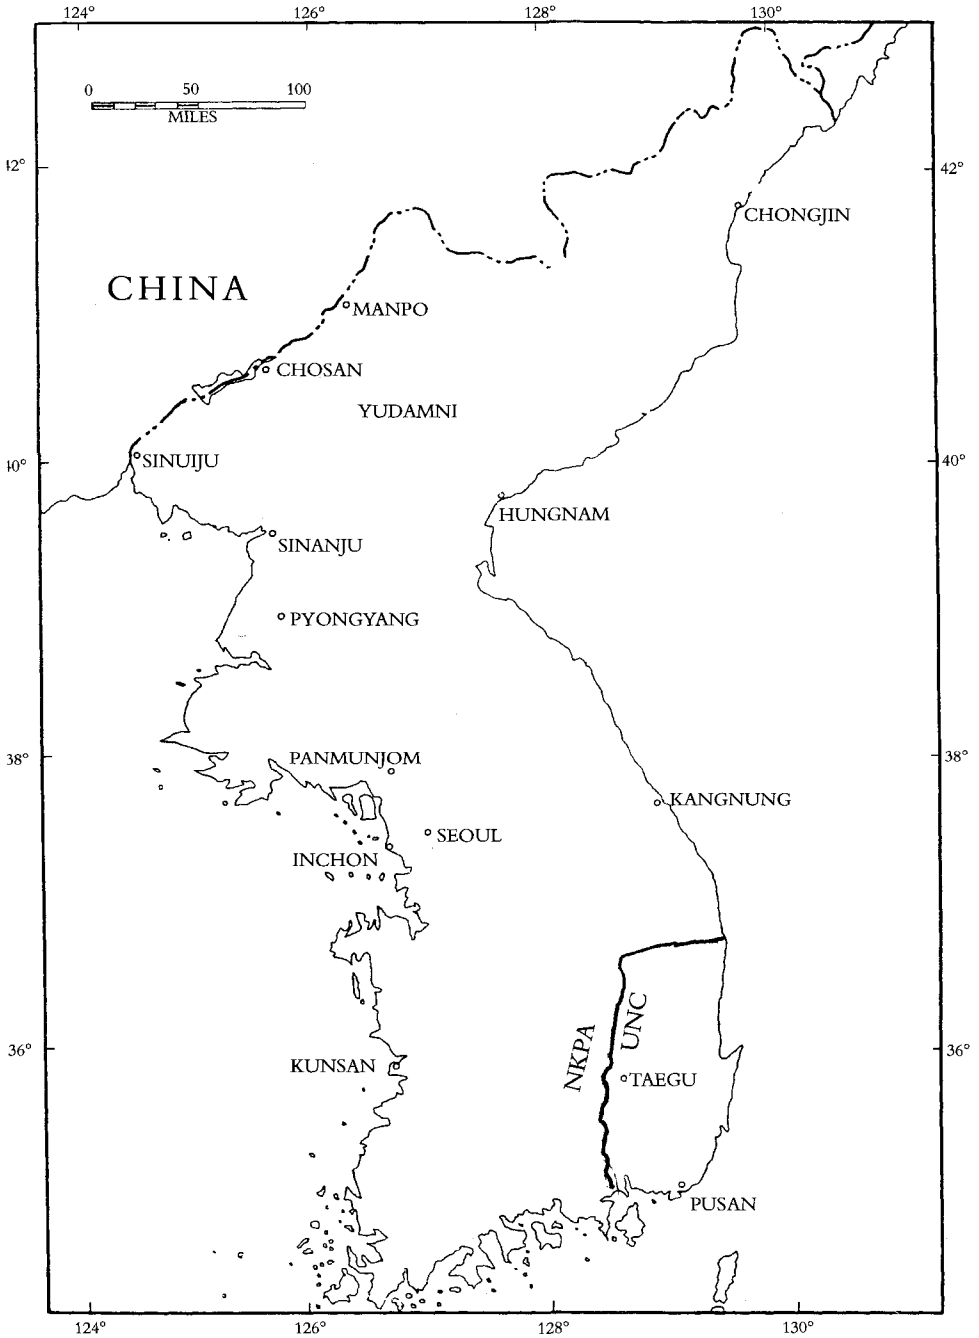 124° 126° 128° 130°
0 50 100
MILES
42° 42°
CHONGJIN
CHINA
MANPO
CHOSAN
YUDAMNI
40° 40°
SINUIJU
HUNGNAM
SINANJU
PYONGYANG
38° 38°
PANMUNJOM
KANGNUNG
SEOUL
INCHON
NKPA
UNC
36° 36°
KUNSAN
TAEGU
PUSAN
124° 126° 128° 130°